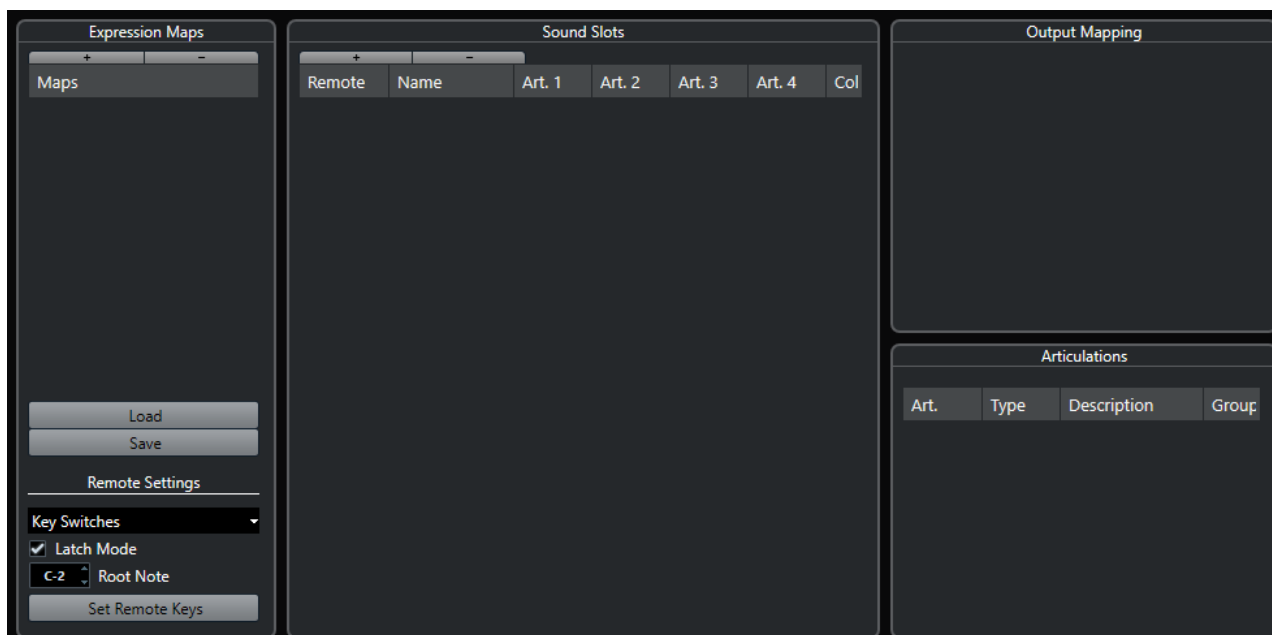 Expression Maps
+ -
Maps
Load
Save
Remote Settings
Key Switches
Latch Mode
C-2 Root Note
Set Remote Keys
Sound Slots
+ -
Remote Name Art. 1 Art. 2 Art. 3 Art. 4 Col
Output Mapping
Articulations
Art. Type Description Group